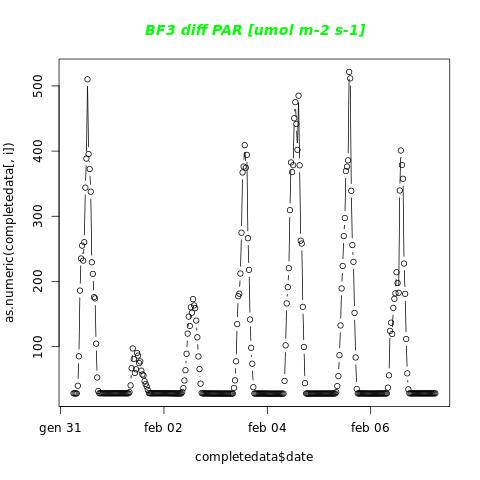 BF3 diff PAR [umol m-2 s-1]
as.numeric(completedata[, i])
500
400
300
200
100
gen 31
feb 02
feb 04
feb 06
completedata$date